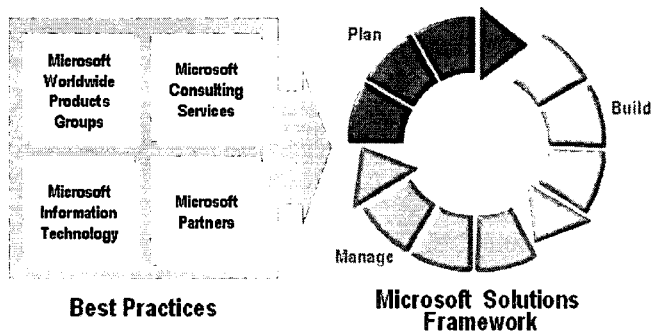 Microsoft
Worldwide
Products
Groups
Microsoft
Consulting
Services
Microsoft
Information
Technology
Microsoft
Partners
Best Practices
Plan
Build
Manage
Microsoft Solutions
Framework